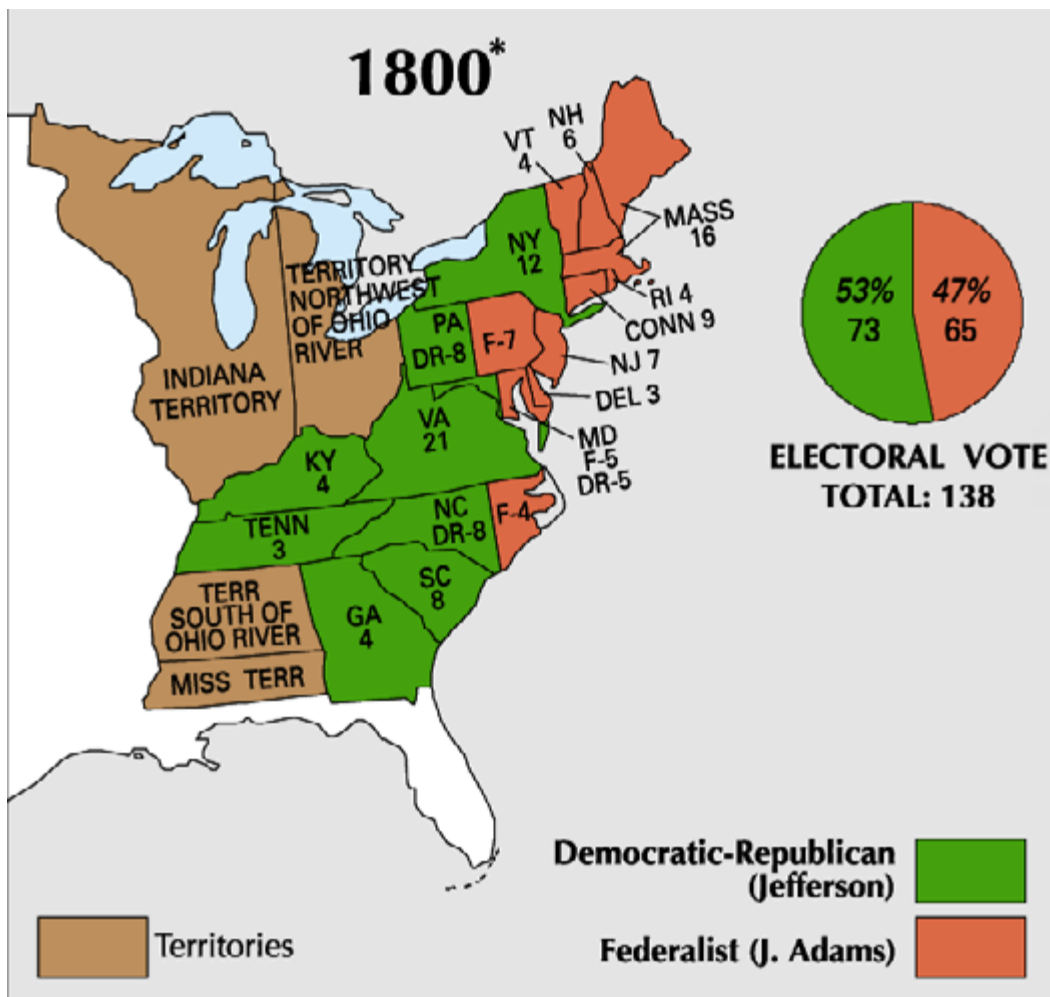 1800*
VT
4
NH
6
MASS
16
NY
12
RI 4
CONN 9
NJ 7
DEL 3
MD
F-5
DR-5
PA
DR-8
F-7
TERRITORY
NORTHWEST
OF OHIO
RIVER
INDIANA
TERRITORY
VA
21
KY
4
TENN
3
NC
DR-8
F-4
SC
8
GA
4
TERR
SOUTH OF
OHIO RIVER
MISS TERR
53%
73
47%
65
ELECTORAL VOTE
TOTAL: 138
Democratic-Republican
(Jefferson)
Federalist (J. Adams)
Territories